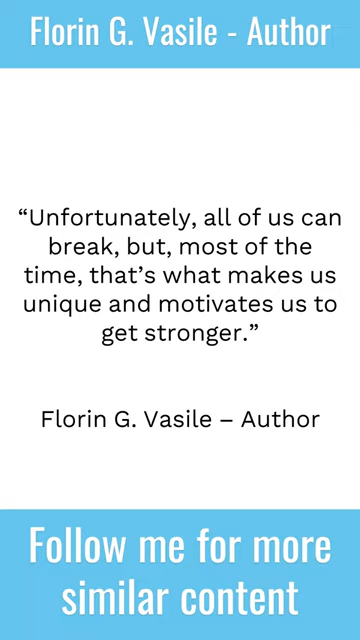 Florin G. Vasile - Author
“Unfortunately, all of us can
break, but, most of the
time, that’s what makes us
unique and motivates us to
get stronger.”
Florin G. Vasile – Author
Follow me for more
similar content